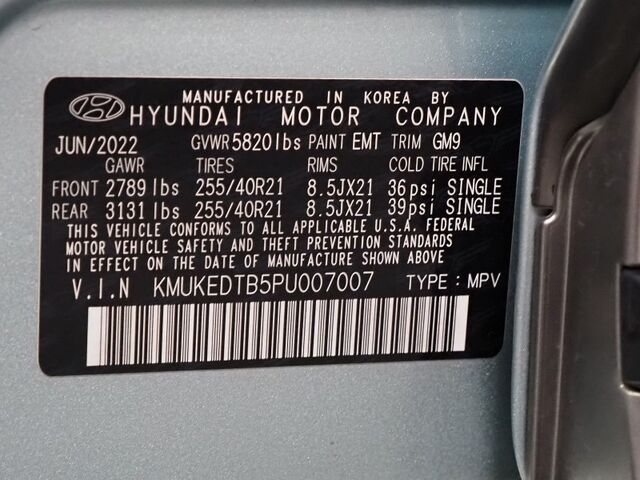 MANUFACTURED IN KOREA BY
HYUNDAI MOTOR COMPANY
JUN/2022 GVWR 5820 lbs PAINT EMT TRIM GM9
GAWR TIRES RIMS COLD TIRE INFL
FRONT 2789 lbs 255/40R21 8.5JX21 36psi SINGLE
REAR 3131 lbs 255/40R21 8.5JX21 39psi SINGLE
THIS VEHICLE CONFORMS TO ALL APPLICABLE U.S.A. FEDERAL
MOTOR VEHICLE SAFETY AND THEFT PREVENTION STANDARDS
IN EFFECT ON THE DATE OF MANUFACTURE SHOWN ABOVE
V.I.N KMUKEDTB5PU007007 TYPE : MPV